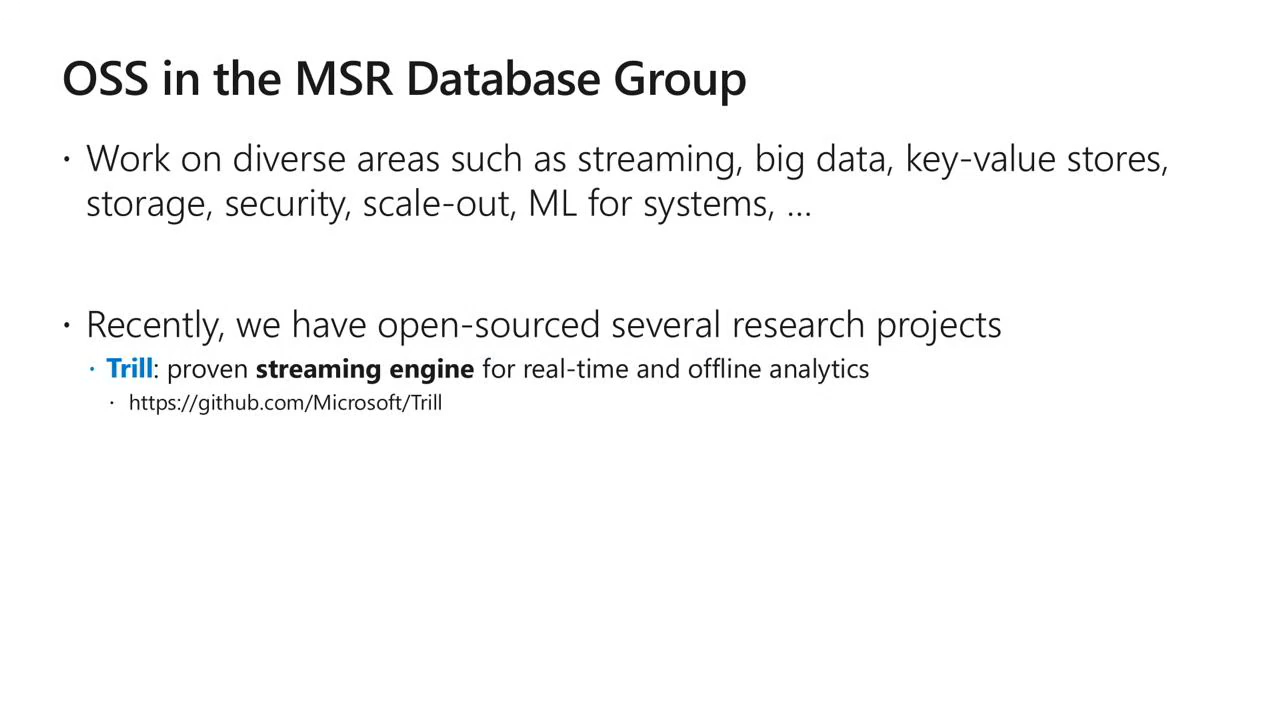 OSS in the MSR Database Group
· Work on diverse areas such as streaming, big data, key-value stores,
storage, security, scale-out, ML for systems, ...
· Recently, we have open-sourced several research projects
· Trill: proven streaming engine for real-time and offline analytics
· https://github.com/Microsoft/Trill